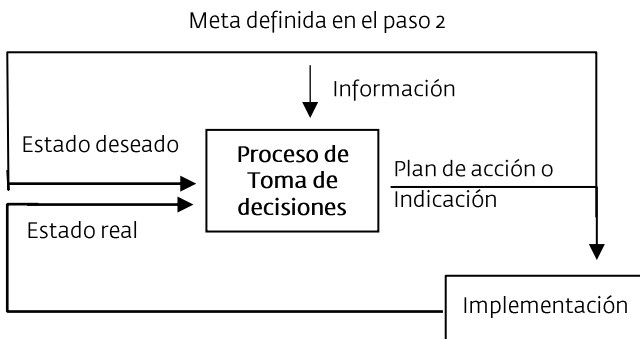 Meta definida en el paso 2
Información
Estado deseado
Proceso de
Toma de
decisiones
Plan de acción o
Indicación
Estado real
Implementación